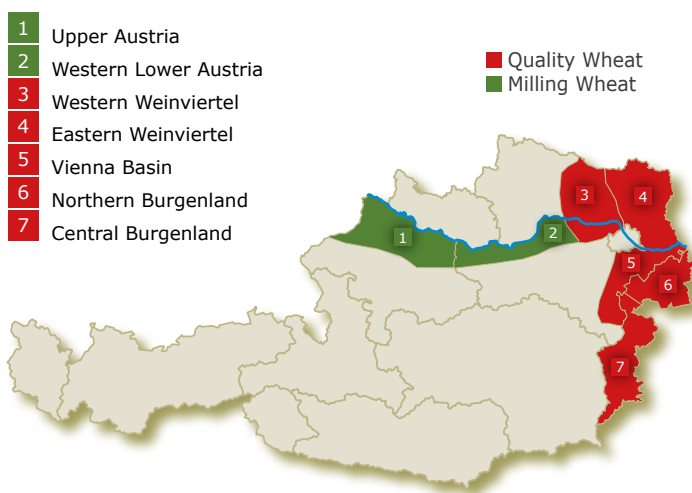 1 Upper Austria
2 Western Lower Austria
3 Western Weinviertel
4 Eastern Weinviertel
5 Vienna Basin
6 Northern Burgenland
7 Central Burgenland
Quality Wheat
Milling Wheat
3
4
1
2
5
6
7